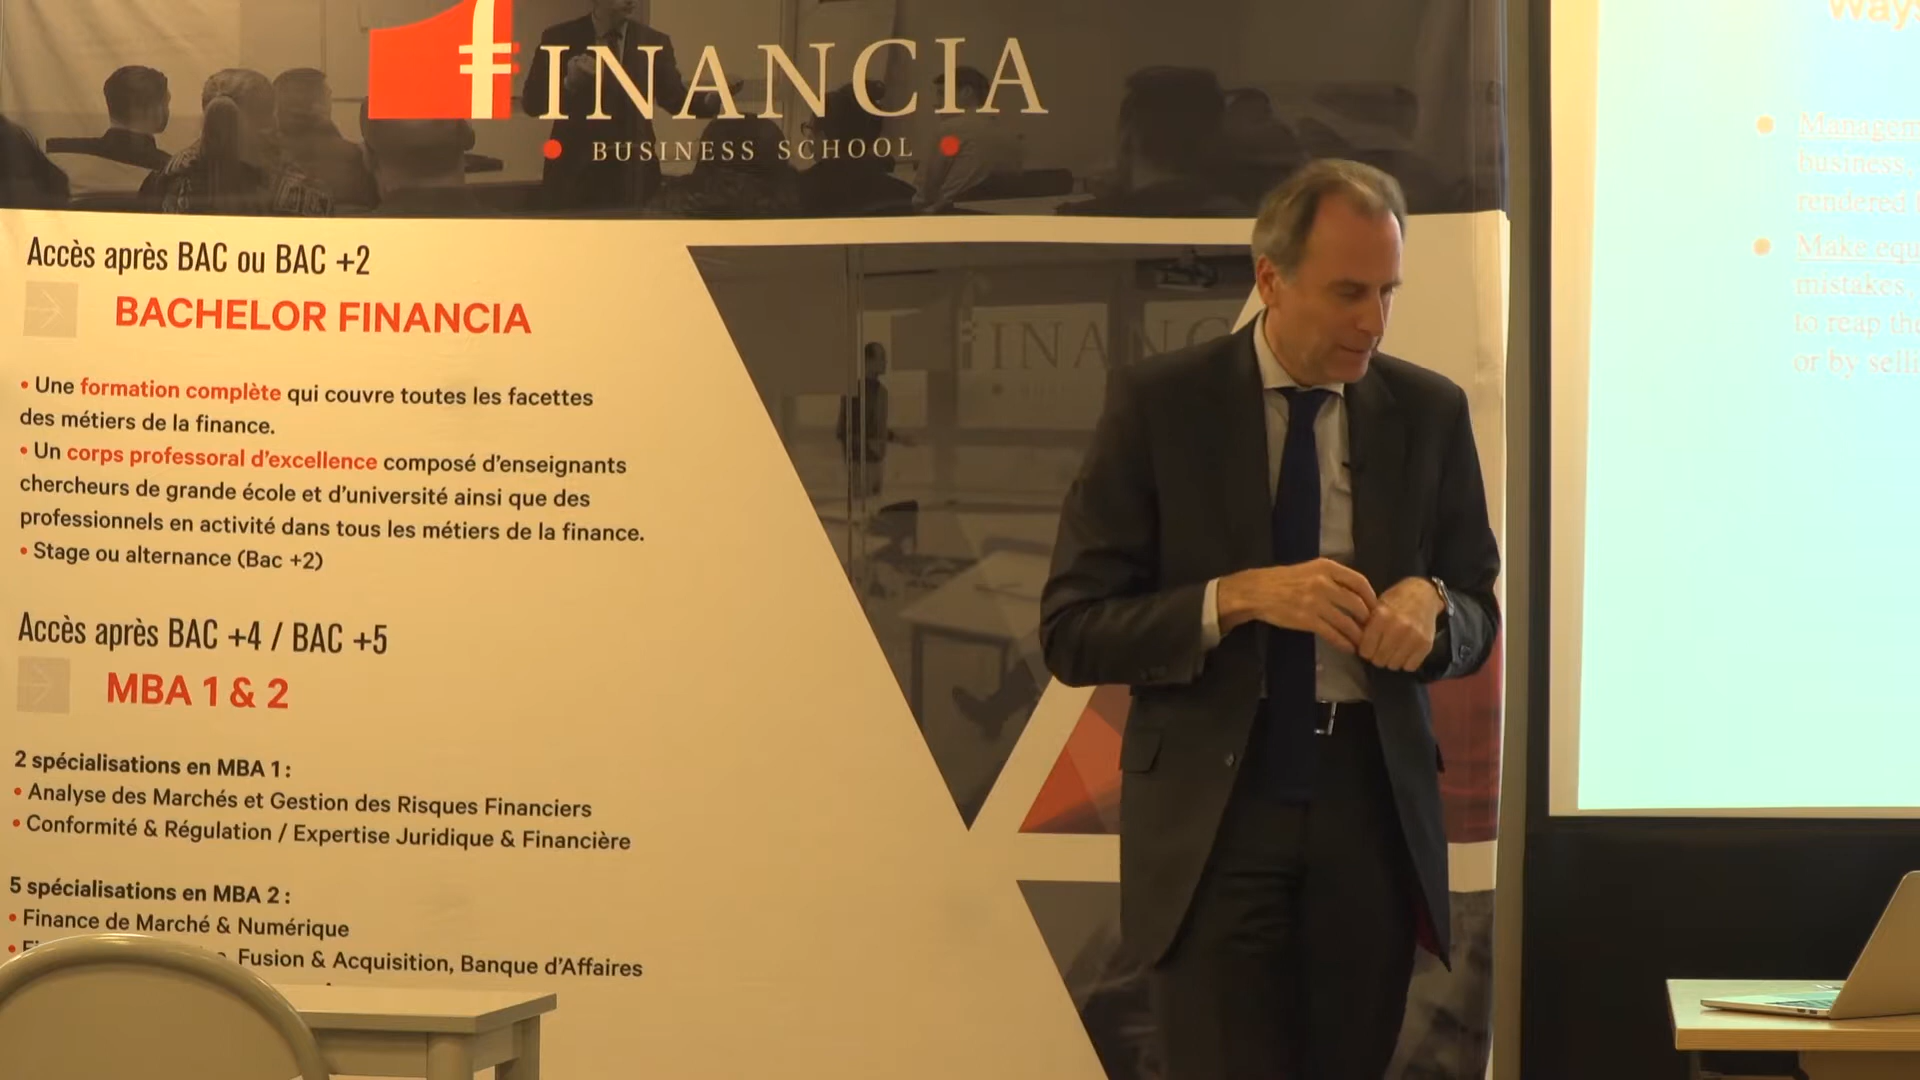 FINANCIA
BUSINESS SCHOOL
Accès après BAC ou BAC +2
BACHELOR FINANCIA
• Une formation complète qui couvre toutes les facettes
des métiers de la finance.
• Un corps professoral d'excellence composé d'enseignants
chercheurs de grande école et d'université ainsi que des
professionnels en activité dans tous les métiers de la finance.
• Stage ou alternance (Bac +2)
Accès après BAC +4 / BAC +5
MBA 1 & 2
2 spécialisations en MBA 1 :
• Analyse des Marchés et Gestion des Risques Financiers
• Conformité & Régulation / Expertise Juridique & Financière
5 spécialisations en MBA 2 :
• Finance de Marché & Numérique
• Fusion & Acquisition, Banque d'Affaires
FINANC
Way
• Managem
business,
rendered
• Make equ
mistakes,
to reap the
or by selli